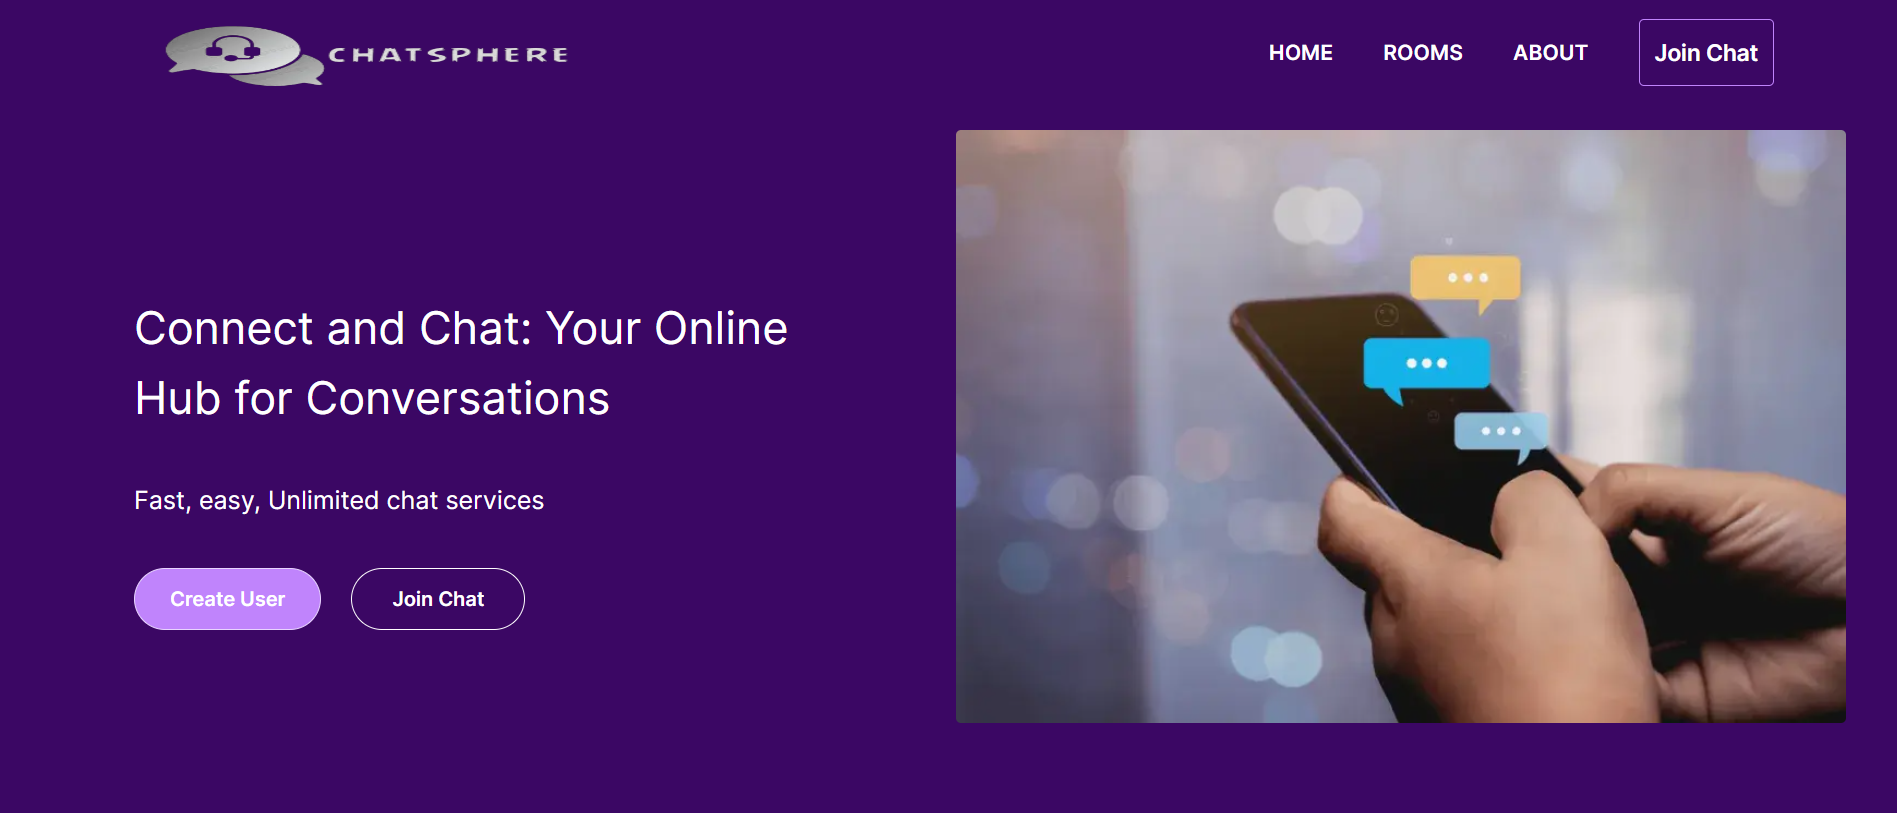 CHATSPHERE
HOME ROOMS ABOUT Join Chat
Connect and Chat: Your Online
Hub for Conversations
Fast, easy, Unlimited chat services
Create User Join Chat